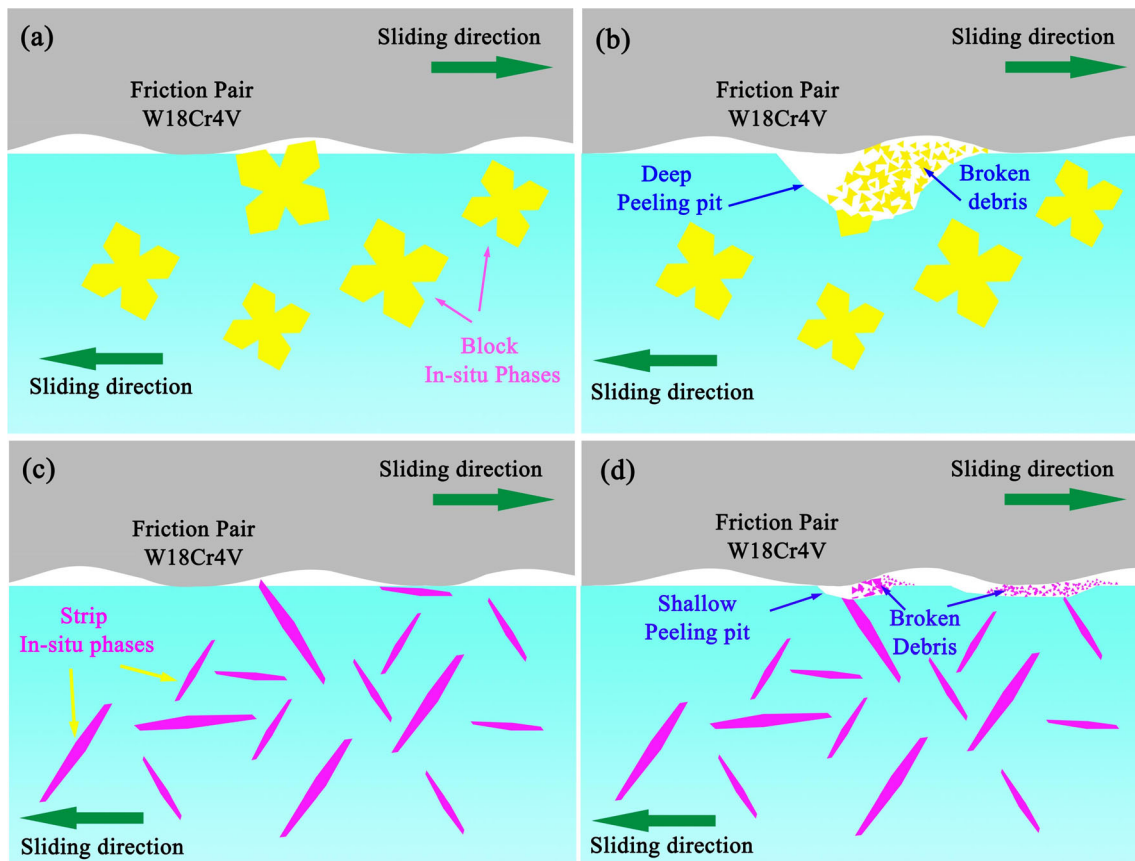 (a)
Sliding direction
Friction Pair
W18Cr4V
Block
In-situ Phases
Sliding direction
(b)
Sliding direction
Friction Pair
W18Cr4V
Deep
Peeling pit
Broken
debris
Sliding direction
(c)
Sliding direction
Friction Pair
W18Cr4V
Strip
In-situ phases
Sliding direction
(d)
Sliding direction
Friction Pair
W18Cr4V
Shallow
Peeling pit
Broken
Debris
Sliding direction